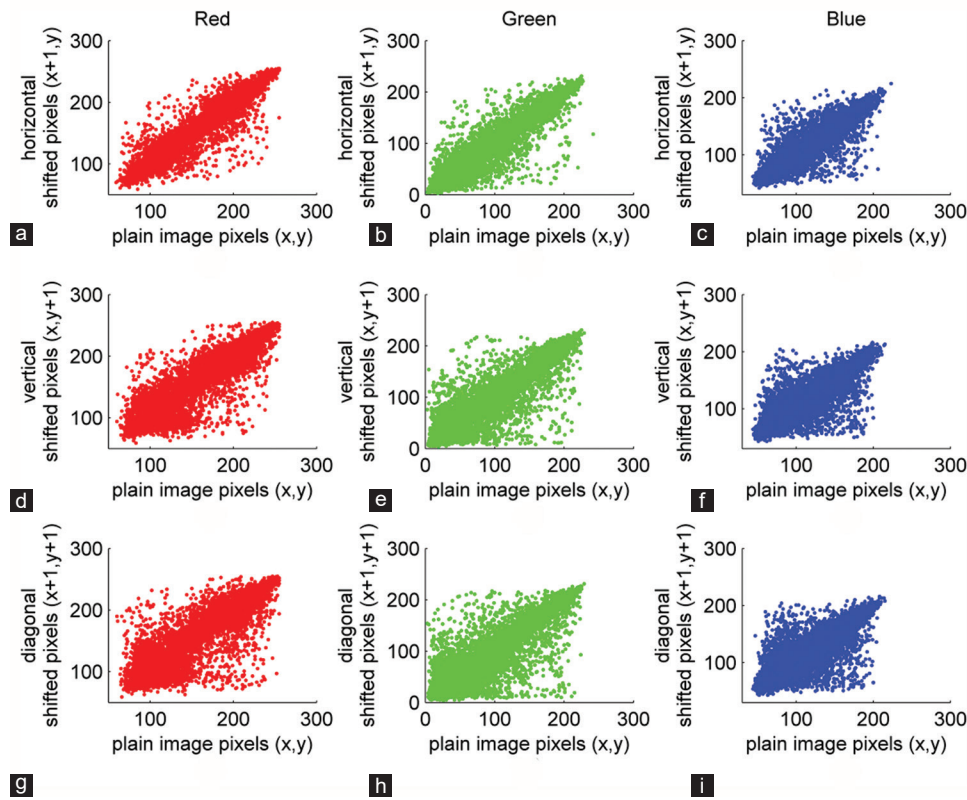 Red
Green
Blue
300
200
100
100
200
300
horizontal
shifted pixels (x+1,y)
plain image pixels (x,y)
a
300
200
100
0
0
100
200
300
horizontal
shifted pixels (x+1,y)
plain image pixels (x,y)
b
300
200
100
100
200
300
horizontal
shifted pixels (x+1,y)
plain image pixels (x,y)
c
300
200
100
100
200
300
vertical
shifted pixels (x,y+1)
plain image pixels (x,y)
d
300
200
100
0
0
100
200
300
vertical
shifted pixels (x,y+1)
plain image pixels (x,y)
e
300
200
100
100
200
300
vertical
shifted pixels (x,y+1)
plain image pixels (x,y)
f
300
200
100
100
200
300
diagonal
shifted pixels (x+1,y+1)
plain image pixels (x,y)
g
300
200
100
0
0
100
200
300
diagonal
shifted pixels (x+1,y+1)
plain image pixels (x,y)
h
300
200
100
100
200
300
diagonal
shifted pixels (x+1,y+1)
plain image pixels (x,y)
i